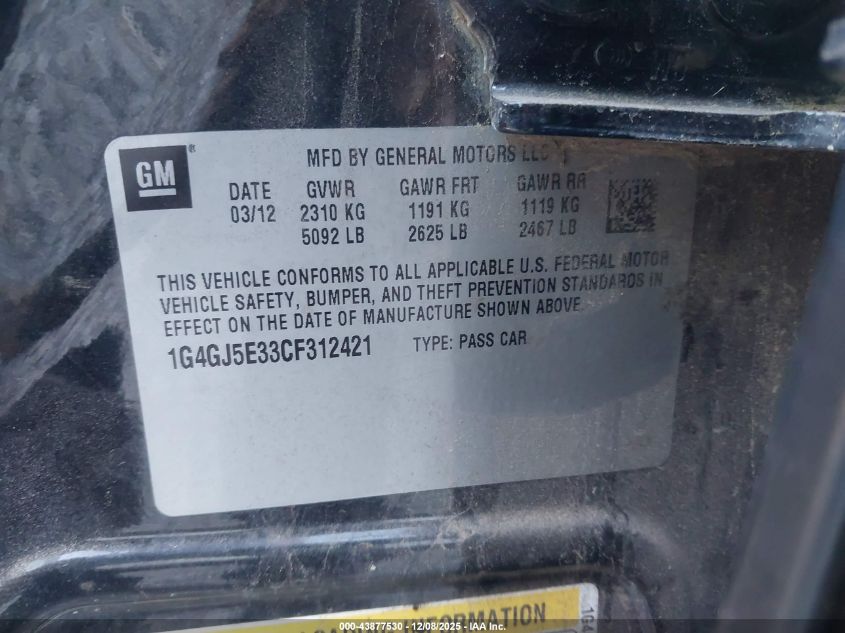 GM ®
MFD BY GENERAL MOTORS LLC
DATE GVWR GAWR FRT GAWR RR
03/12 2310 KG 1191 KG 1119 KG
5092 LB 2625 LB 2467 LB
THIS VEHICLE CONFORMS TO ALL APPLICABLE U.S. FEDERAL MOTOR
VEHICLE SAFETY, BUMPER, AND THEFT PREVENTION STANDARDS IN
EFFECT ON THE DATE OF MANUFACTURE SHOWN ABOVE
1G4GJ5E33CF312421 TYPE: PASS CAR
INFORMATION
1G4
000-43877530 - 12/08/2025 - IAA Inc.